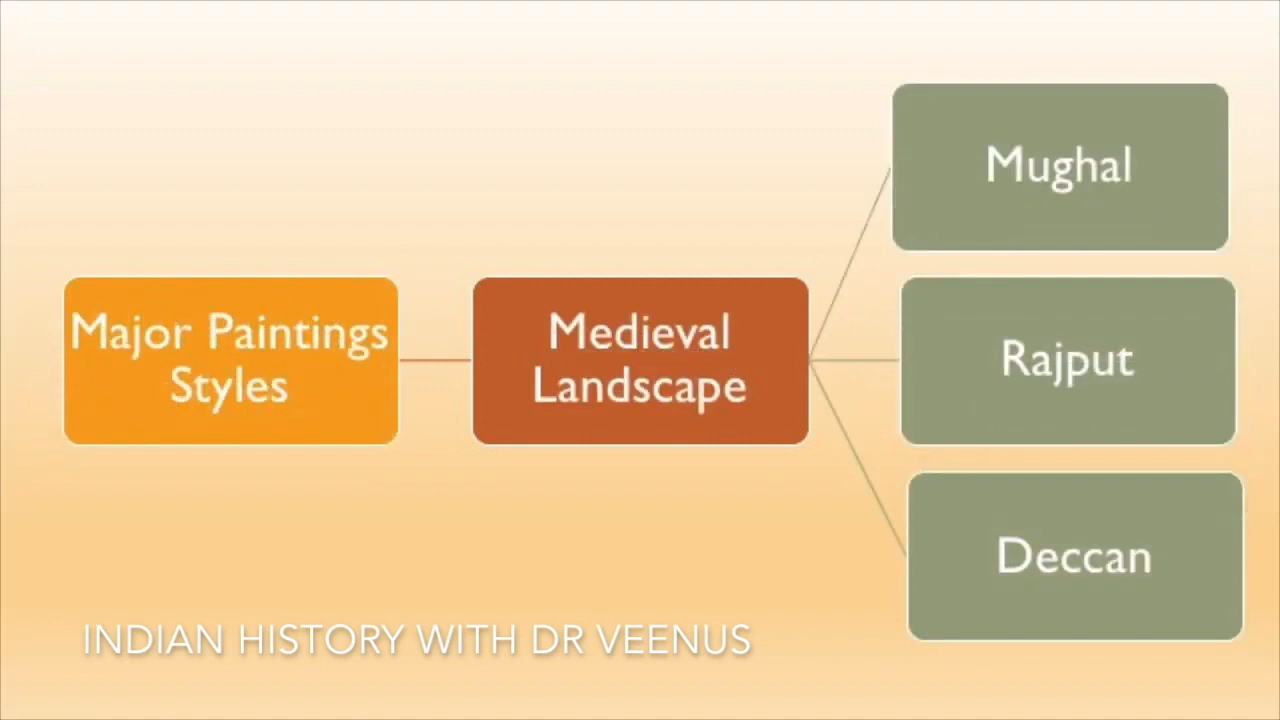 Major Paintings
Styles
Medieval
Landscape
Mughal
Rajput
Deccan
INDIAN HISTORY WITH DR VEENUS